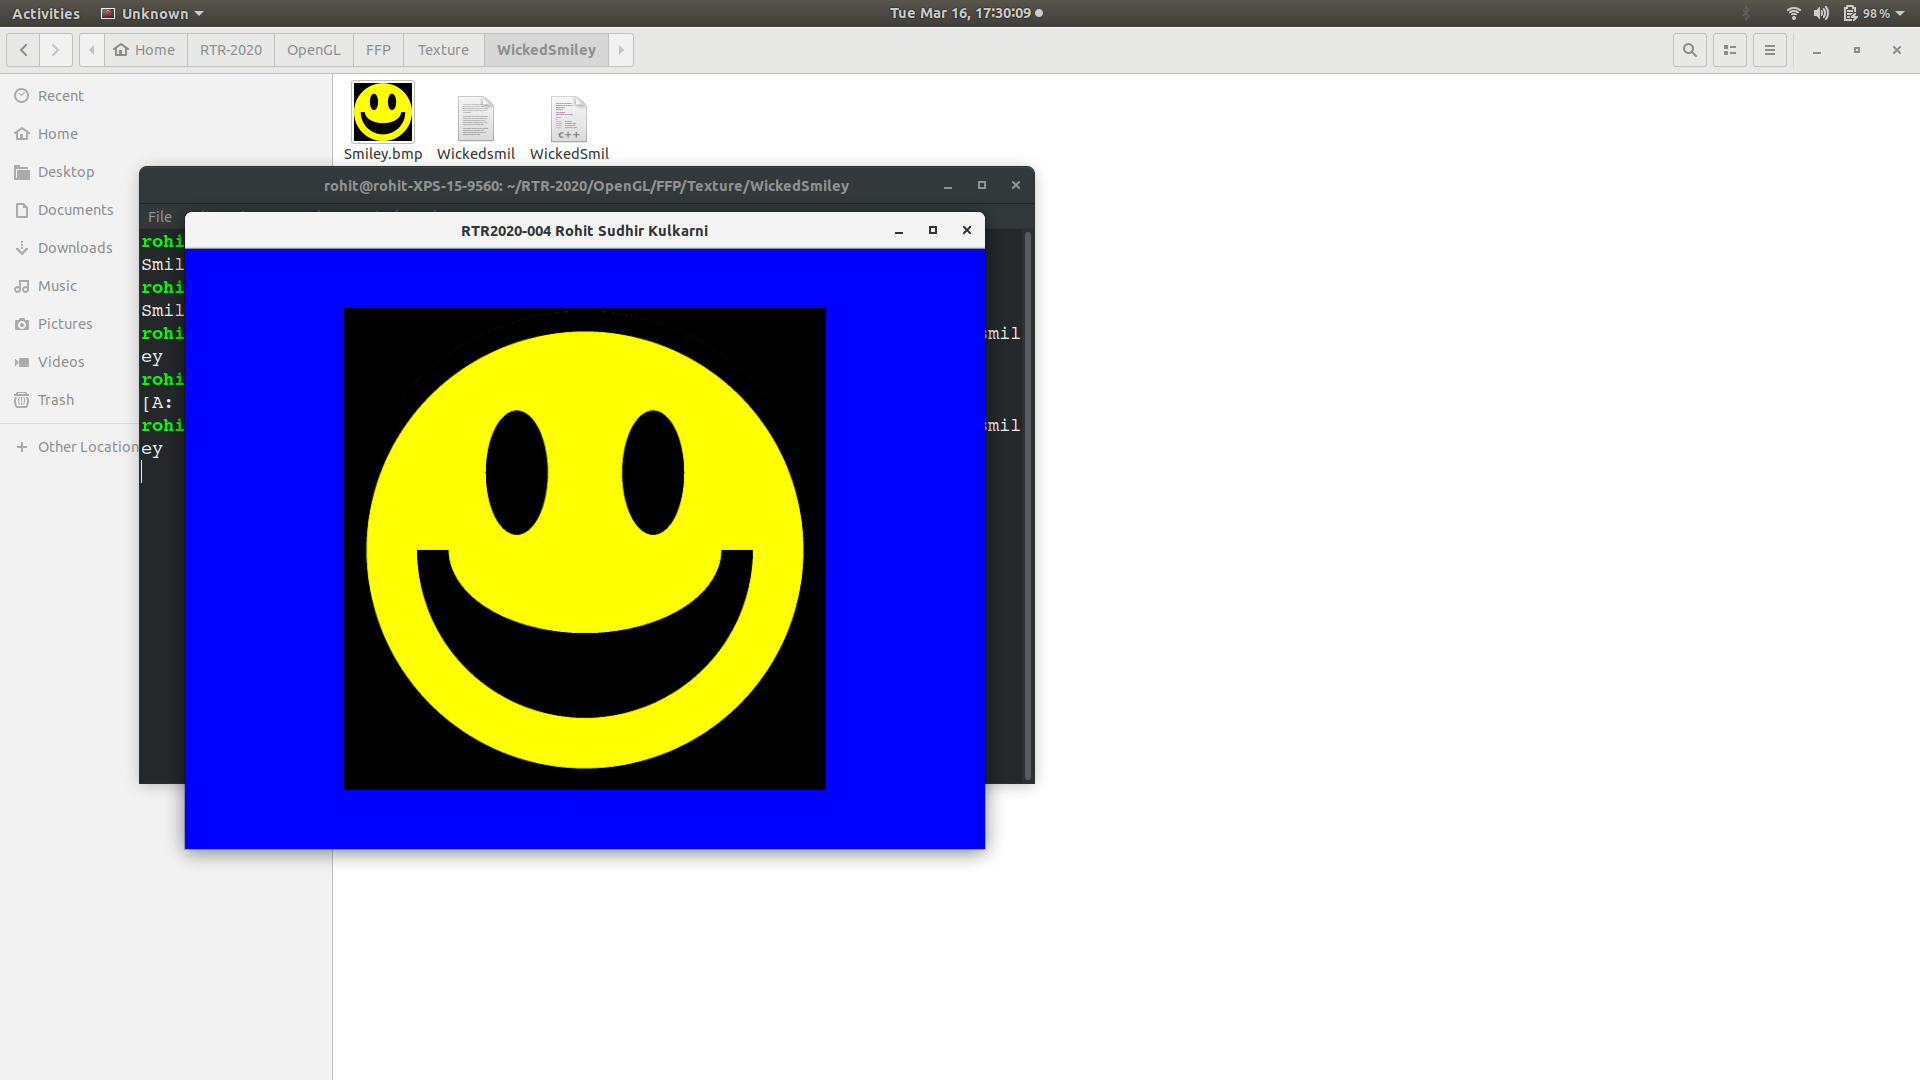 Activities Unknown Tue Mar 16, 17:30:09 98 %
Home RTR-2020 OpenGL FFP Texture WickedSmiley
Recent
Home
Desktop
Documents
Downloads
Music
Pictures
Videos
Trash
Other Location
Smiley.bmp Wickedsmil WickedSmil
c++
rohit@rohit-XPS-15-9560: ~/RTR-2020/OpenGL/FFP/Texture/WickedSmiley
File
RTR2020-004 Rohit Sudhir Kulkarni
rohi
Smil
rohi
Smil
rohi smil
ey
rohi
[A:
rohi smil
ey